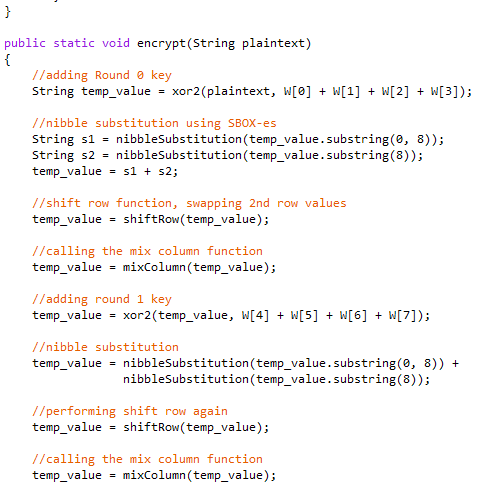 }
public static void encrypt(String plaintext)
{
//adding Round 0 key
String temp_value = xor2(plaintext, W[0] + W[1] + W[2] + W[3]);
//nibble substitution using SBOX-es
String s1 = nibbleSubstitution(temp_value.substring(0, 8));
String s2 = nibbleSubstitution(temp_value.substring(8));
temp_value = s1 + s2;
//shift row function, swapping 2nd row values
temp_value = shiftRow(temp_value);
//calling the mix column function
temp_value = mixColumn(temp_value);
//adding round 1 key
temp_value = xor2(temp_value, W[4] + W[5] + W[6] + W[7]);
//nibble substitution
temp_value = nibbleSubstitution(temp_value.substring(0, 8)) +
nibbleSubstitution(temp_value.substring(8));
//performing shift row again
temp_value = shiftRow(temp_value);
//calling the mix column function
temp_value = mixColumn(temp_value);